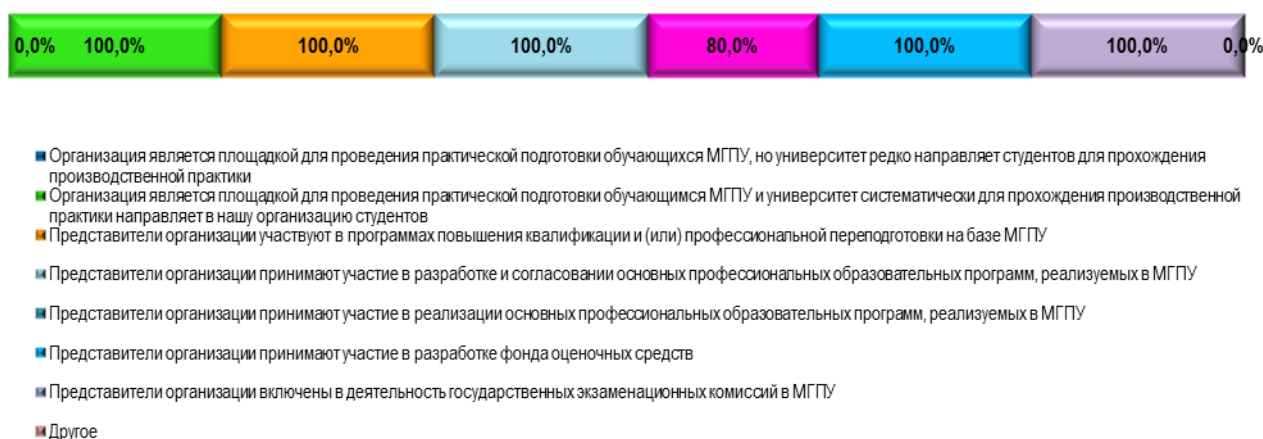 0,0% 100,0% 100,0% 100,0% 80,0% 100,0% 100,0% 0,0%
Организация является площадкой для проведения практической подготовки обучающихся МГПУ, но университет редко направляет студентов для прохождения
производственной практики
Организация является площадкой для проведения практической подготовки обучающимся МГПУ и университет систематически для прохождения производственной
практики направляет в нашу организацию студентов
Представители организации участвуют в программах повышения квалификации и (или) профессиональной переподготовки на базе МГПУ
Представители организации принимают участие в разработке и согласовании основных профессиональных образовательных программ, реализуемых в МГПУ
Представители организации принимают участие в реализации основных профессиональных образовательных программ, реализуемых в МГПУ
Представители организации принимают участие в разработке фонда оценочных средств
Представители организации включены в деятельность государственных экзаменационных комиссий в МГПУ
Другое